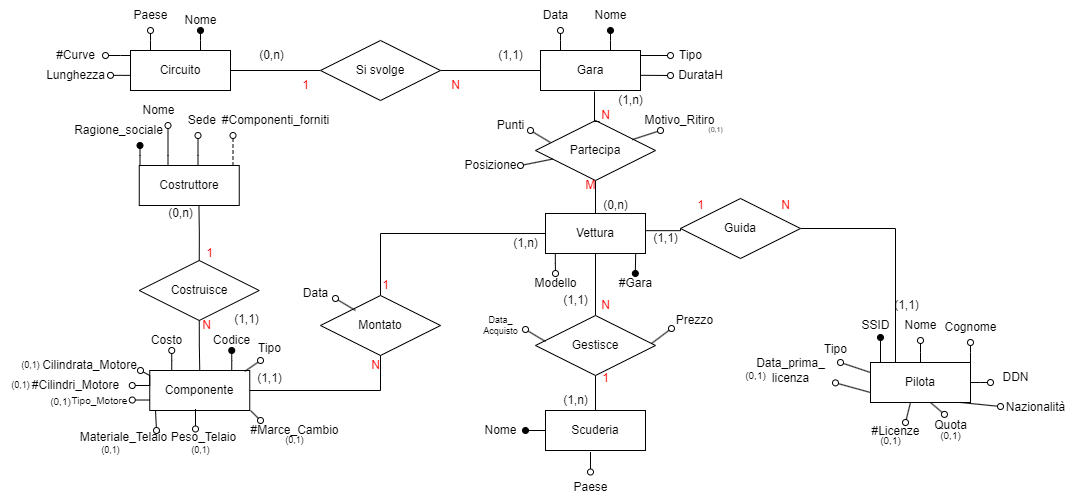 Paese
Nome
#Curve
Lunghezza
Circuito
(0,n)
1
Si svolge
N
(1,1)
Data
Nome
Gara
Tipo
DurataH
(1,n)
N
Punti
Motivo_Ritiro
(0,1)
Partecipa
Posizione
M
(0,n)
Nome
Sede
#Componenti_forniti
Ragione_sociale
Costruttore
(0,n)
1
Costruisce
N
(1,1)
Vettura
(1,n)
(1,1)
1
N
Guida
Modello
#Gara
(1,1)
(1,1)
N
Data
1
Montato
N
Data_
Acquisto
Prezzo
Gestisce
1
(1,n)
Nome
Scuderia
Paese
Costo
Codice
Tipo
(0,1) Cilindrata_Motore
(0,1) #Cilindri_Motore
(0,1) Tipo_Motore
Componente
(1,1)
Materiale_Telaio
(0,1)
Peso_Telaio
(0,1)
#Marce_Cambio
(0,1)
SSID
Nome
Cognome
Tipo
Data_prima_
(0,1) licenza
Pilota
DDN
Nazionalità
#Licenze
(0,1)
Quota
(0,1)